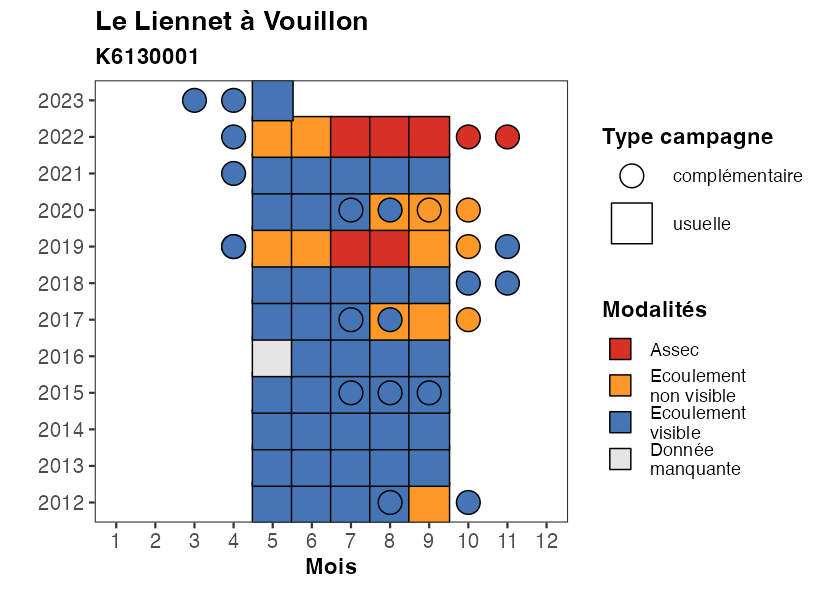 Le Liennet à Vouillon
K6130001
2023
2022
2021
2020
2019
2018
2017
2016
2015
2014
2013
2012
1 2 3 4 5 6 7 8 9 10 11 12
Mois
Type campagne
complémentaire
usuelle
Modalités
Assec
Ecoulement
non visible
Ecoulement
visible
Donnée
manquante